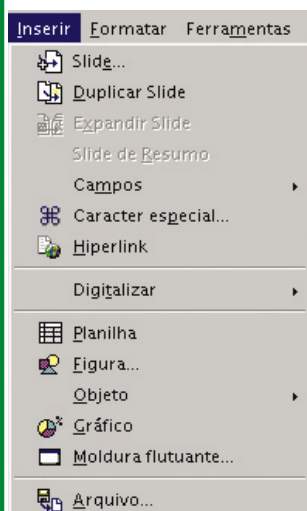 Inserir Formatar Ferramentas
Slide...
Duplicar Slide
Expandir Slide
Slide de Resumo
Campos
Caracter especial...
Hiperlink
Digitalizar
Planilha
Figura...
Objeto
Gráfico
Moldura flutuante...
Arquivo...